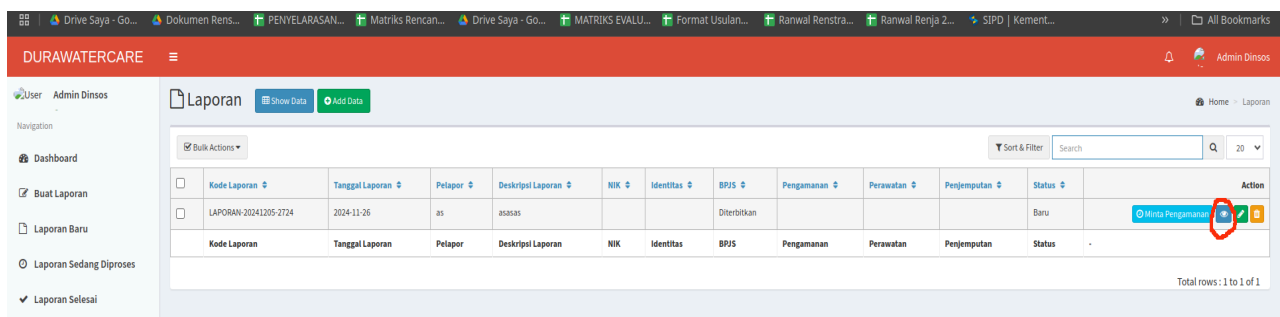 Drive Saya - Go... Dokumen Rens... PENYELARASAN... Matriks Rencan... Drive Saya - Go... MATRIKS EVALU... Format Usulan... Ranwal Renstra... Ranwal Renja 2... SIPD | Kement... » All Bookmarks
DURAWATERCARE Admin Dinsos
User Admin Dinsos
Laporan Show Data Add Data Home > Laporan
Navigation
Bulk Actions Sort & Filter Search 20
Dashboard
Kode Laporan Tanggal Laporan Pelapor Deskripsi Laporan NIK Identitas BPJS Pengamanan Perawatan Penjemputan Status Action
Buat Laporan
LAPORAN-20241205-2724 2024-11-26 as asasas Diterbitkan Baru Minta Pengamanan
Laporan Baru
Kode Laporan Tanggal Laporan Pelapor Deskripsi Laporan NIK Identitas BPJS Pengamanan Perawatan Penjemputan Status -
Laporan Sedang Diproses
Total rows : 1 to 1 of 1
Laporan Selesai